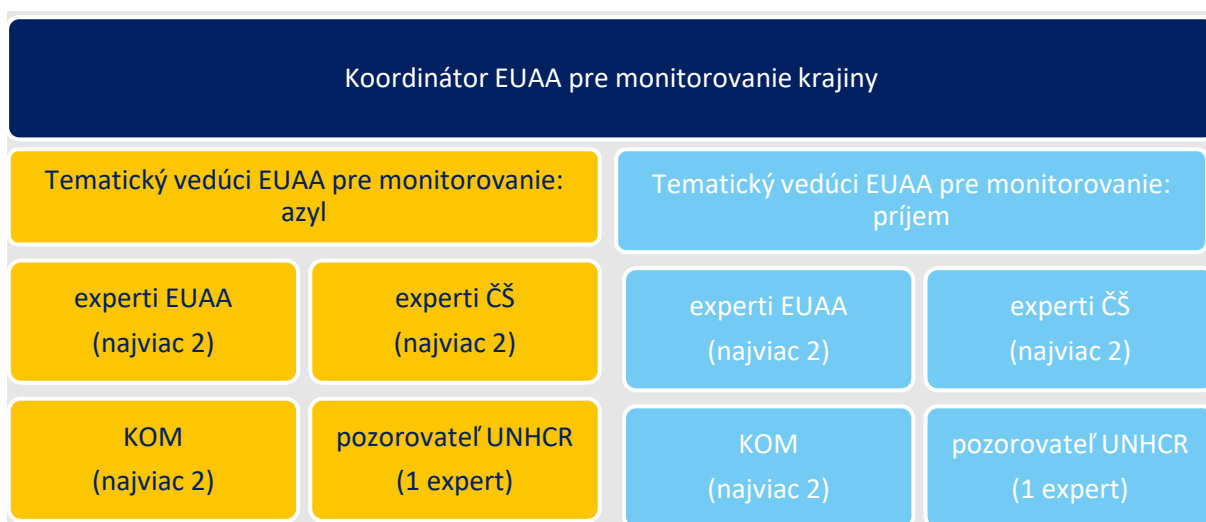 Koordinátor EUAA pre monitorovanie krajiny
Tematický vedúci EUAA pre monitorovanie:
azyl
Tematický vedúci EUAA pre monitorovanie:
príjem
experti EUAA
(najviac 2)
experti ČŠ
(najviac 2)
experti EUAA
(najviac 2)
experti ČŠ
(najviac 2)
KOM
(najviac 2)
pozorovateľ UNHCR
(1 expert)
KOM
(najviac 2)
pozorovateľ UNHCR
(1 expert)